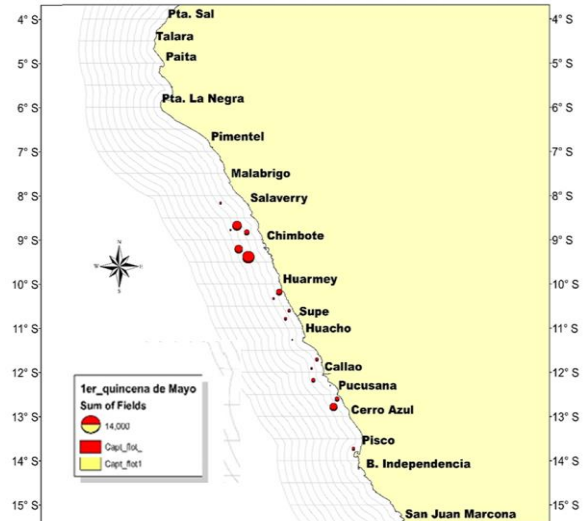 4° S
5° S
6° S
7° S
8° S
9° S
10° S
11° S
12° S
13° S
14° S
15° S
Pta. Sal
Talara
Paita
Pta. La Negra
Pimentel
Malabrigo
Salaverry
Chimbote
Huarmey
Supe
Huacho
Callao
Pucusana
Cerro Azul
Pisco
B. Independencia
San Juan Marcona
N
S
1er_quincena de Mayo
Sum of Fields
14,000
Capt_flot_
Capt_flot1
4° S
5° S
6° S
7° S
8° S
9° S
10° S
11° S
12° S
13° S
14° S
15° S